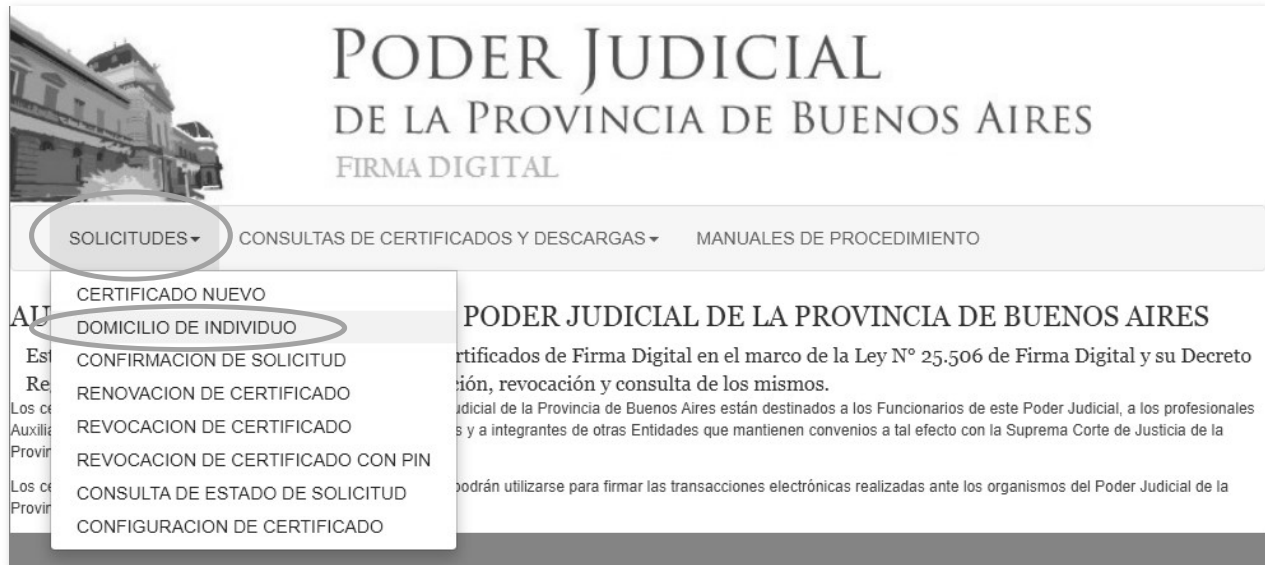 PODER JUDICIAL
DE LA PROVINCIA DE BUENOS AIRES
FIRMA DIGITAL
SOLICITUDES CONSULTAS DE CERTIFICADOS Y DESCARGAS MANUALES DE PROCEDIMIENTO
CERTIFICADO NUEVO
DOMICILIO DE INDIVIDUO
CONFIRMACION DE SOLICITUD
RENOVACION DE CERTIFICADO
REVOCACION DE CERTIFICADO
REVOCACION DE CERTIFICADO CON PIN
CONSULTA DE ESTADO DE SOLICITUD
CONFIGURACION DE CERTIFICADO
PODER JUDICIAL DE LA PROVINCIA DE BUENOS AIRES
de Firma Digital en el marco de la Ley N° 25.506 de Firma Digital y su Decreto
revocación y consulta de los mismos.
Los de la Provincia de Buenos Aires están destinados a los Funcionarios de este Poder Judicial, a los profesionales
y a integrantes de otras Entidades que mantienen convenios a tal efecto con la Suprema Corte de Justicia de la
Los podrán utilizarse para firmar las transacciones electrónicas realizadas ante los organismos del Poder Judicial de la